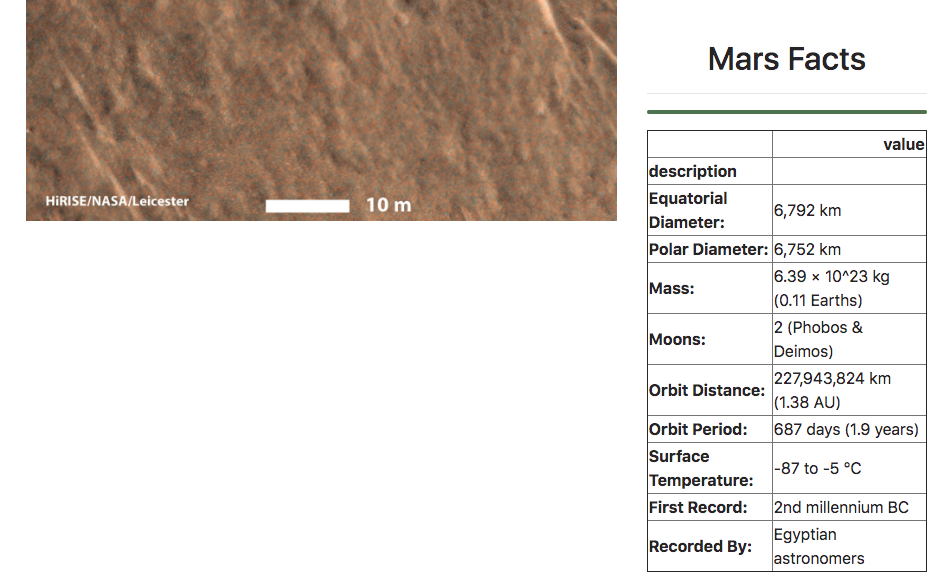 HiRISE/NASA/Leicester
10 m
Mars Facts
value
description
Equatorial
Diameter:
6,792 km
Polar Diameter: 6,752 km
Mass:
6.39 × 10^23 kg
(0.11 Earths)
Moons:
2 (Phobos &
Deimos)
Orbit Distance:
227,943,824 km
(1.38 AU)
Orbit Period: 687 days (1.9 years)
Surface
Temperature:
-87 to -5 °C
First Record: 2nd millennium BC
Recorded By:
Egyptian
astronomers